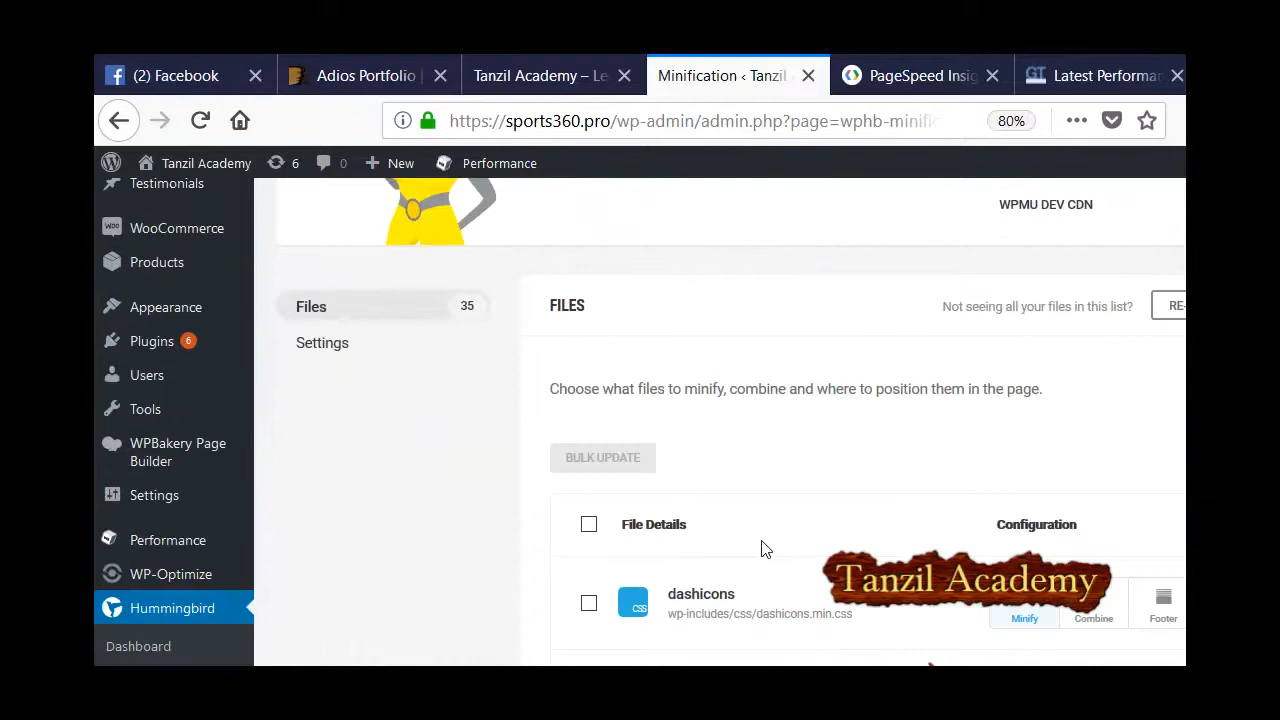 (2) Facebook
Adios Portfolio
Tanzil Academy – Le
Minification ‹ Tanzil
PageSpeed Insig
GT Latest Performa
https://sports360.pro/wp-admin/admin.php?page=wphb-minific
80%
Tanzil Academy
6
0
New
Performance
Testimonials
WooCommerce
Products
Appearance
Plugins 6
Users
Tools
WPBakery Page
Builder
Settings
Performance
WP-Optimize
Hummingbird
Dashboard
WPMU DEV CDN
Files 35
Settings
FILES
Not seeing all your files in this list?
RE-
Choose what files to minify, combine and where to position them in the page.
BULK UPDATE
File Details
Configuration
CSS
dashicons
wp-includes/css/dashicons.min.css
Tanzil Academy
Minify
Combine
Footer